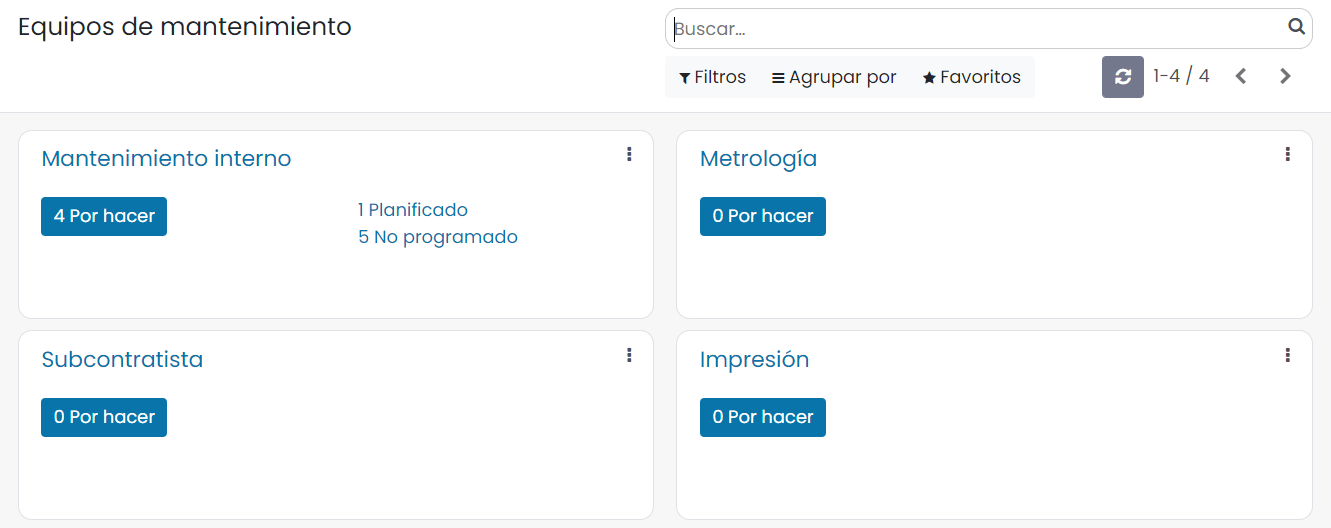 Equipos de mantenimiento
Buscar...
Filtros
Agrupar por
Favoritos
1-4 / 4
Mantenimiento interno
4 Por hacer
1 Planificado
5 No programado
Metrología
0 Por hacer
Subcontratista
0 Por hacer
Impresión
0 Por hacer